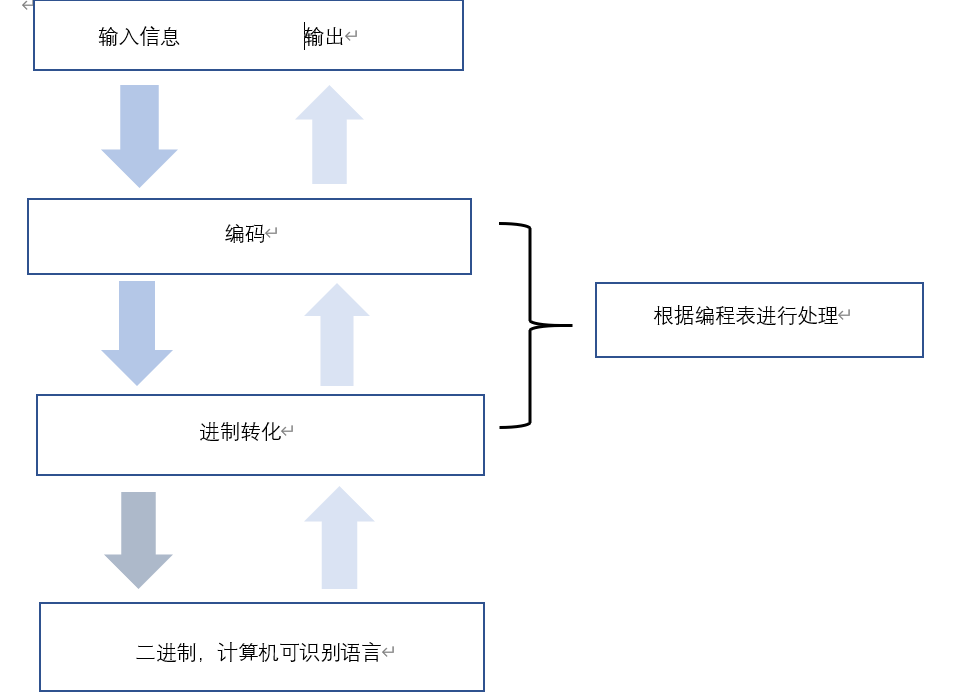 输入信息 输出
编码
根据编程表进行处理
进制转化
二进制，计算机可识别语言